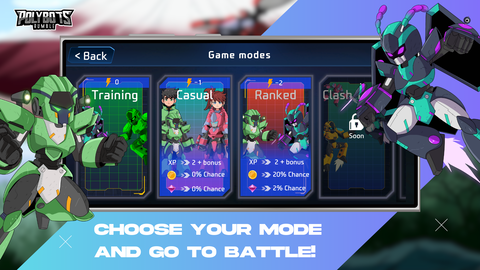 POLYBOTS
RUMBLE
< Back
Game modes
0
Training
-1
Casual
XP 2 + bonus
0% Chance
0% Chance
-2
Ranked
XP 2 + bonus
20% Chance
2% Chance
Clash
Soon
CHOOSE YOUR MODE
AND GO TO BATTLE!